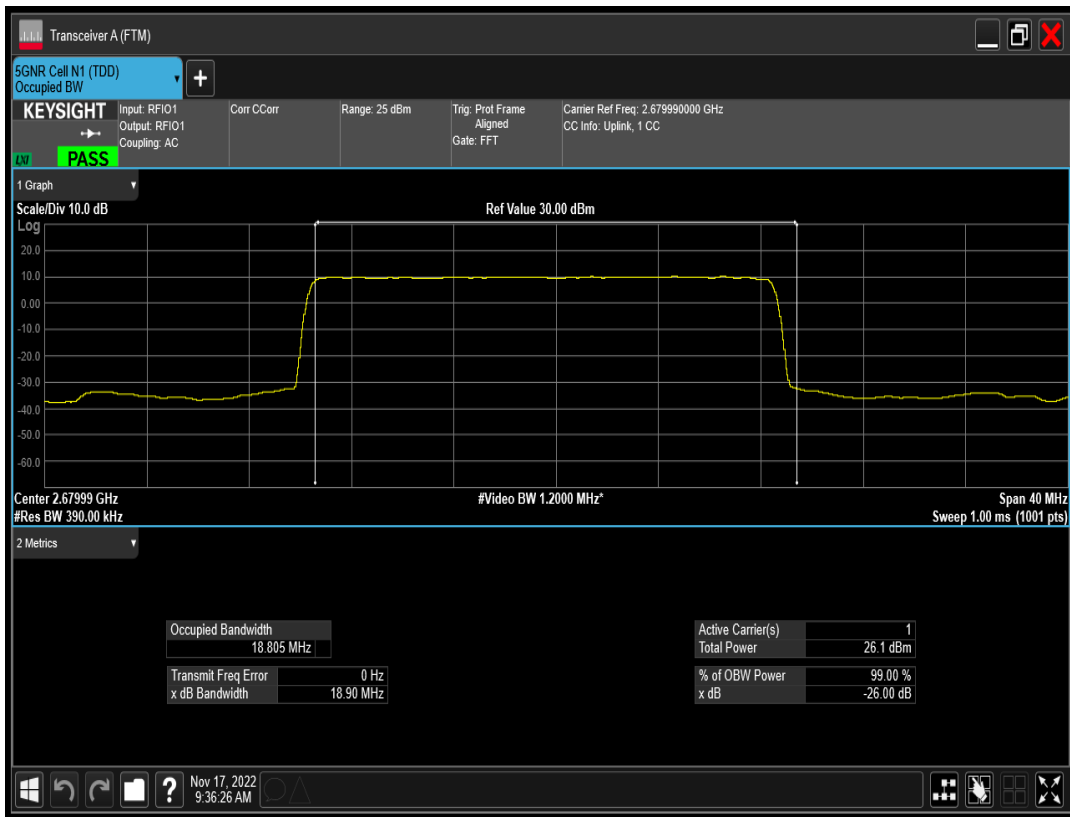 Transceiver A (FTM)
5GNR Cell N1 (TDD)
Occupied BW
+
KEYSIGHT
LXI
PASS
Input: RFIO1
Output: RFIO1
Coupling: AC
Corr CCorr
Range: 25 dBm
Trig: Prot Frame
Aligned
Gate: FFT
Carrier Ref Freq: 2.679990000 GHz
CC Info: Uplink, 1 CC
1 Graph
Scale/Div 10.0 dB
Ref Value 30.00 dBm
Log
20.0
10.0
0.00
-10.0
-20.0
-30.0
-40.0
-50.0
-60.0
Center 2.67999 GHz
#Video BW 1.2000 MHz*
Span 40 MHz
#Res BW 390.00 kHz
Sweep 1.00 ms (1001 pts)
2 Metrics
Occupied Bandwidth
18.805 MHz
Transmit Freq Error 0 Hz
x dB Bandwidth 18.90 MHz
Active Carrier(s) 1
Total Power 26.1 dBm
% of OBW Power 99.00 %
x dB -26.00 dB
?
Nov 17, 2022
9:36:26 AM